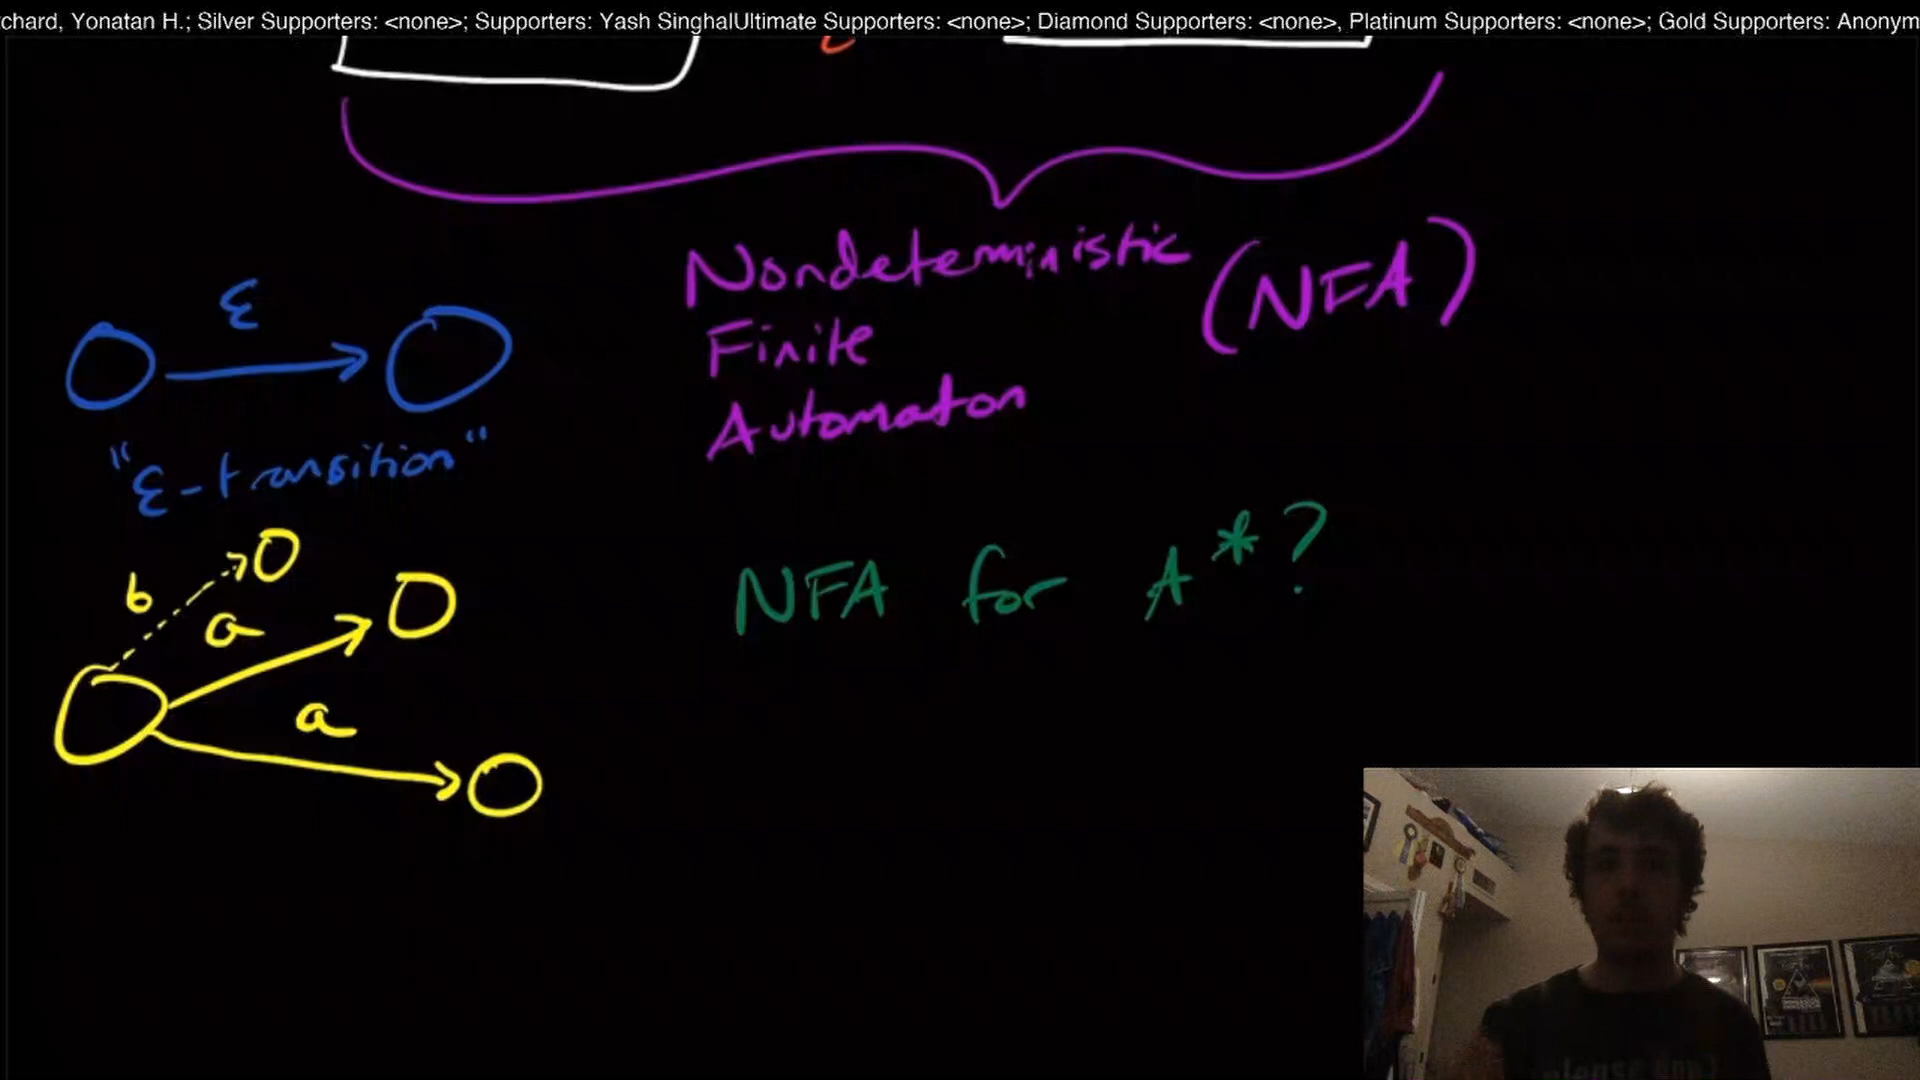 chard, Yonatan H.; Silver Supporters: <none>; Supporters: Yash SinghalUltimate Supporters: <none>; Diamond Supporters: <none>, Platinum Supporters: <none>; Gold Supporters: Anonym
Nondeterministic (NFA)
Finite
Automaton
ε
"ε-transition"
b
a
a
NFA for A*?